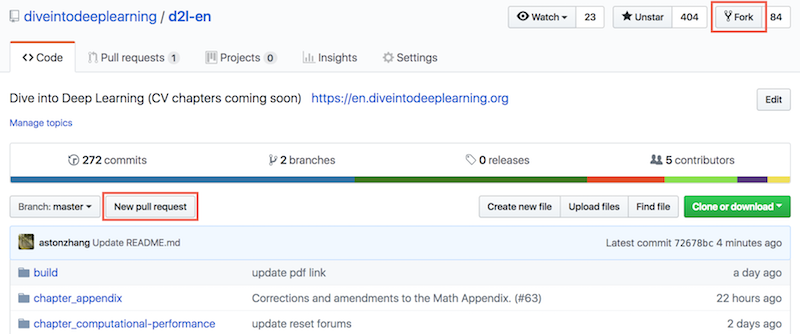 diveintodeeplearning / d2l-en Watch 23 Unstar 404 Fork 84
Code Pull requests 1 Projects 0 Insights Settings
Dive into Deep Learning (CV chapters coming soon) https://en.diveintodeeplearning.org Edit
Manage topics
272 commits 2 branches 0 releases 5 contributors
Branch: master New pull request Create new file Upload files Find file Clone or download
astonzhang Update README.md Latest commit 72678bc 4 minutes ago
build update pdf link a day ago
chapter_appendix Corrections and amendments to the Math Appendix. (#63) 22 hours ago
chapter_computational-performance update reset forums 2 days ago